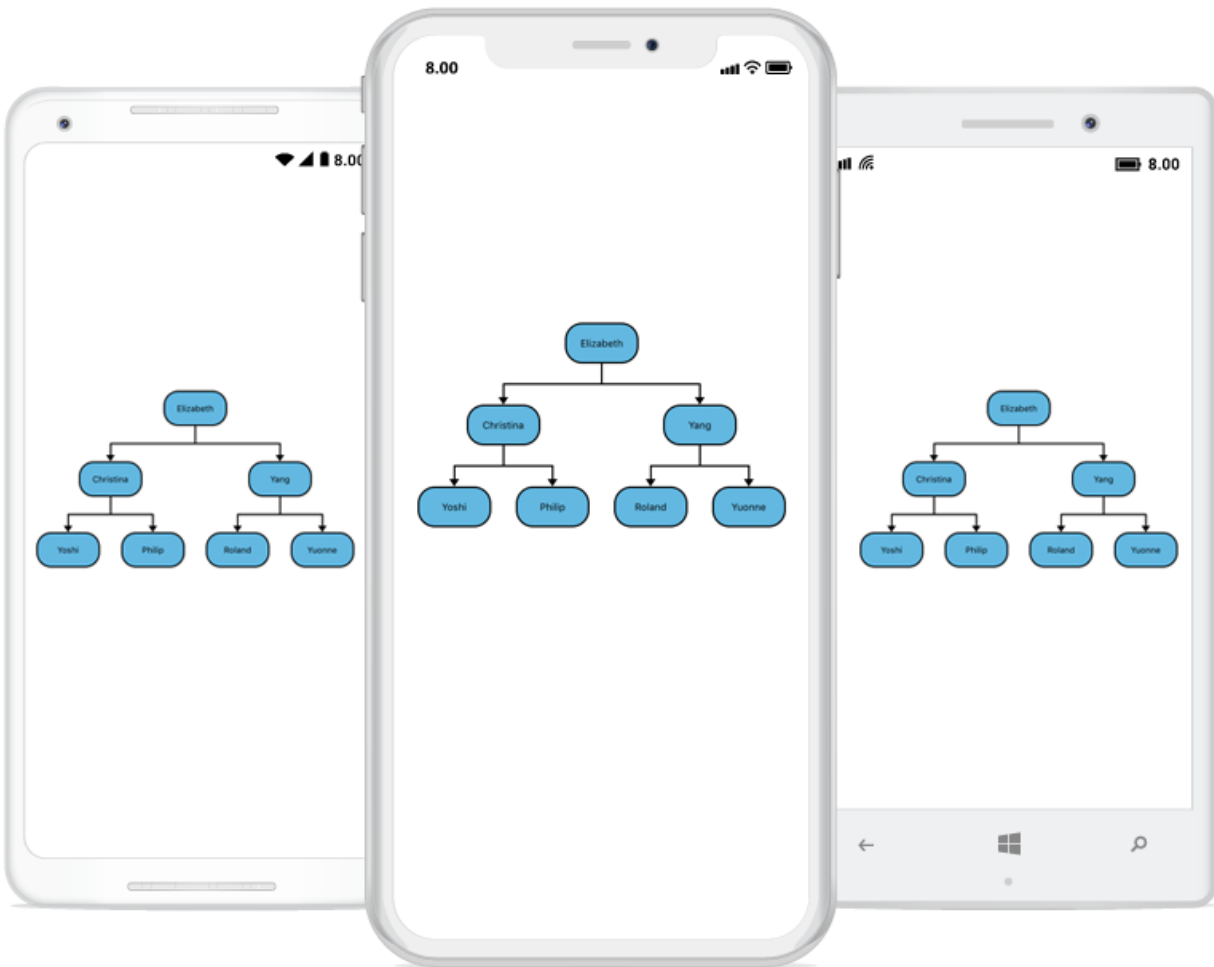 8.00
8.00
8.00
Elizabeth
Christina Yang
Yoshi Philip Roland Yuonne
Elizabeth
Christina Yang
Yoshi Philip Roland Yuonne
Elizabeth
Christina Yang
Yoshi Philip Roland Yuonne